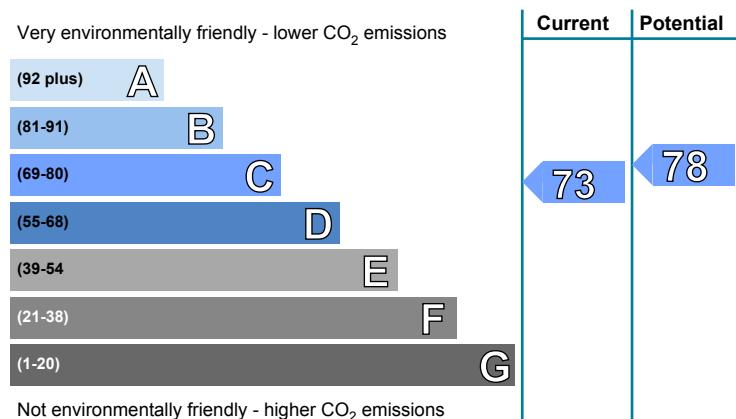 Current Potential
Very environmentally friendly - lower CO2 emissions
(92 plus) A
(81-91) B
(69-80) C
73 78
(55-68) D
(39-54 E
(21-38) F
(1-20) G
Not environmentally friendly - higher CO2 emissions